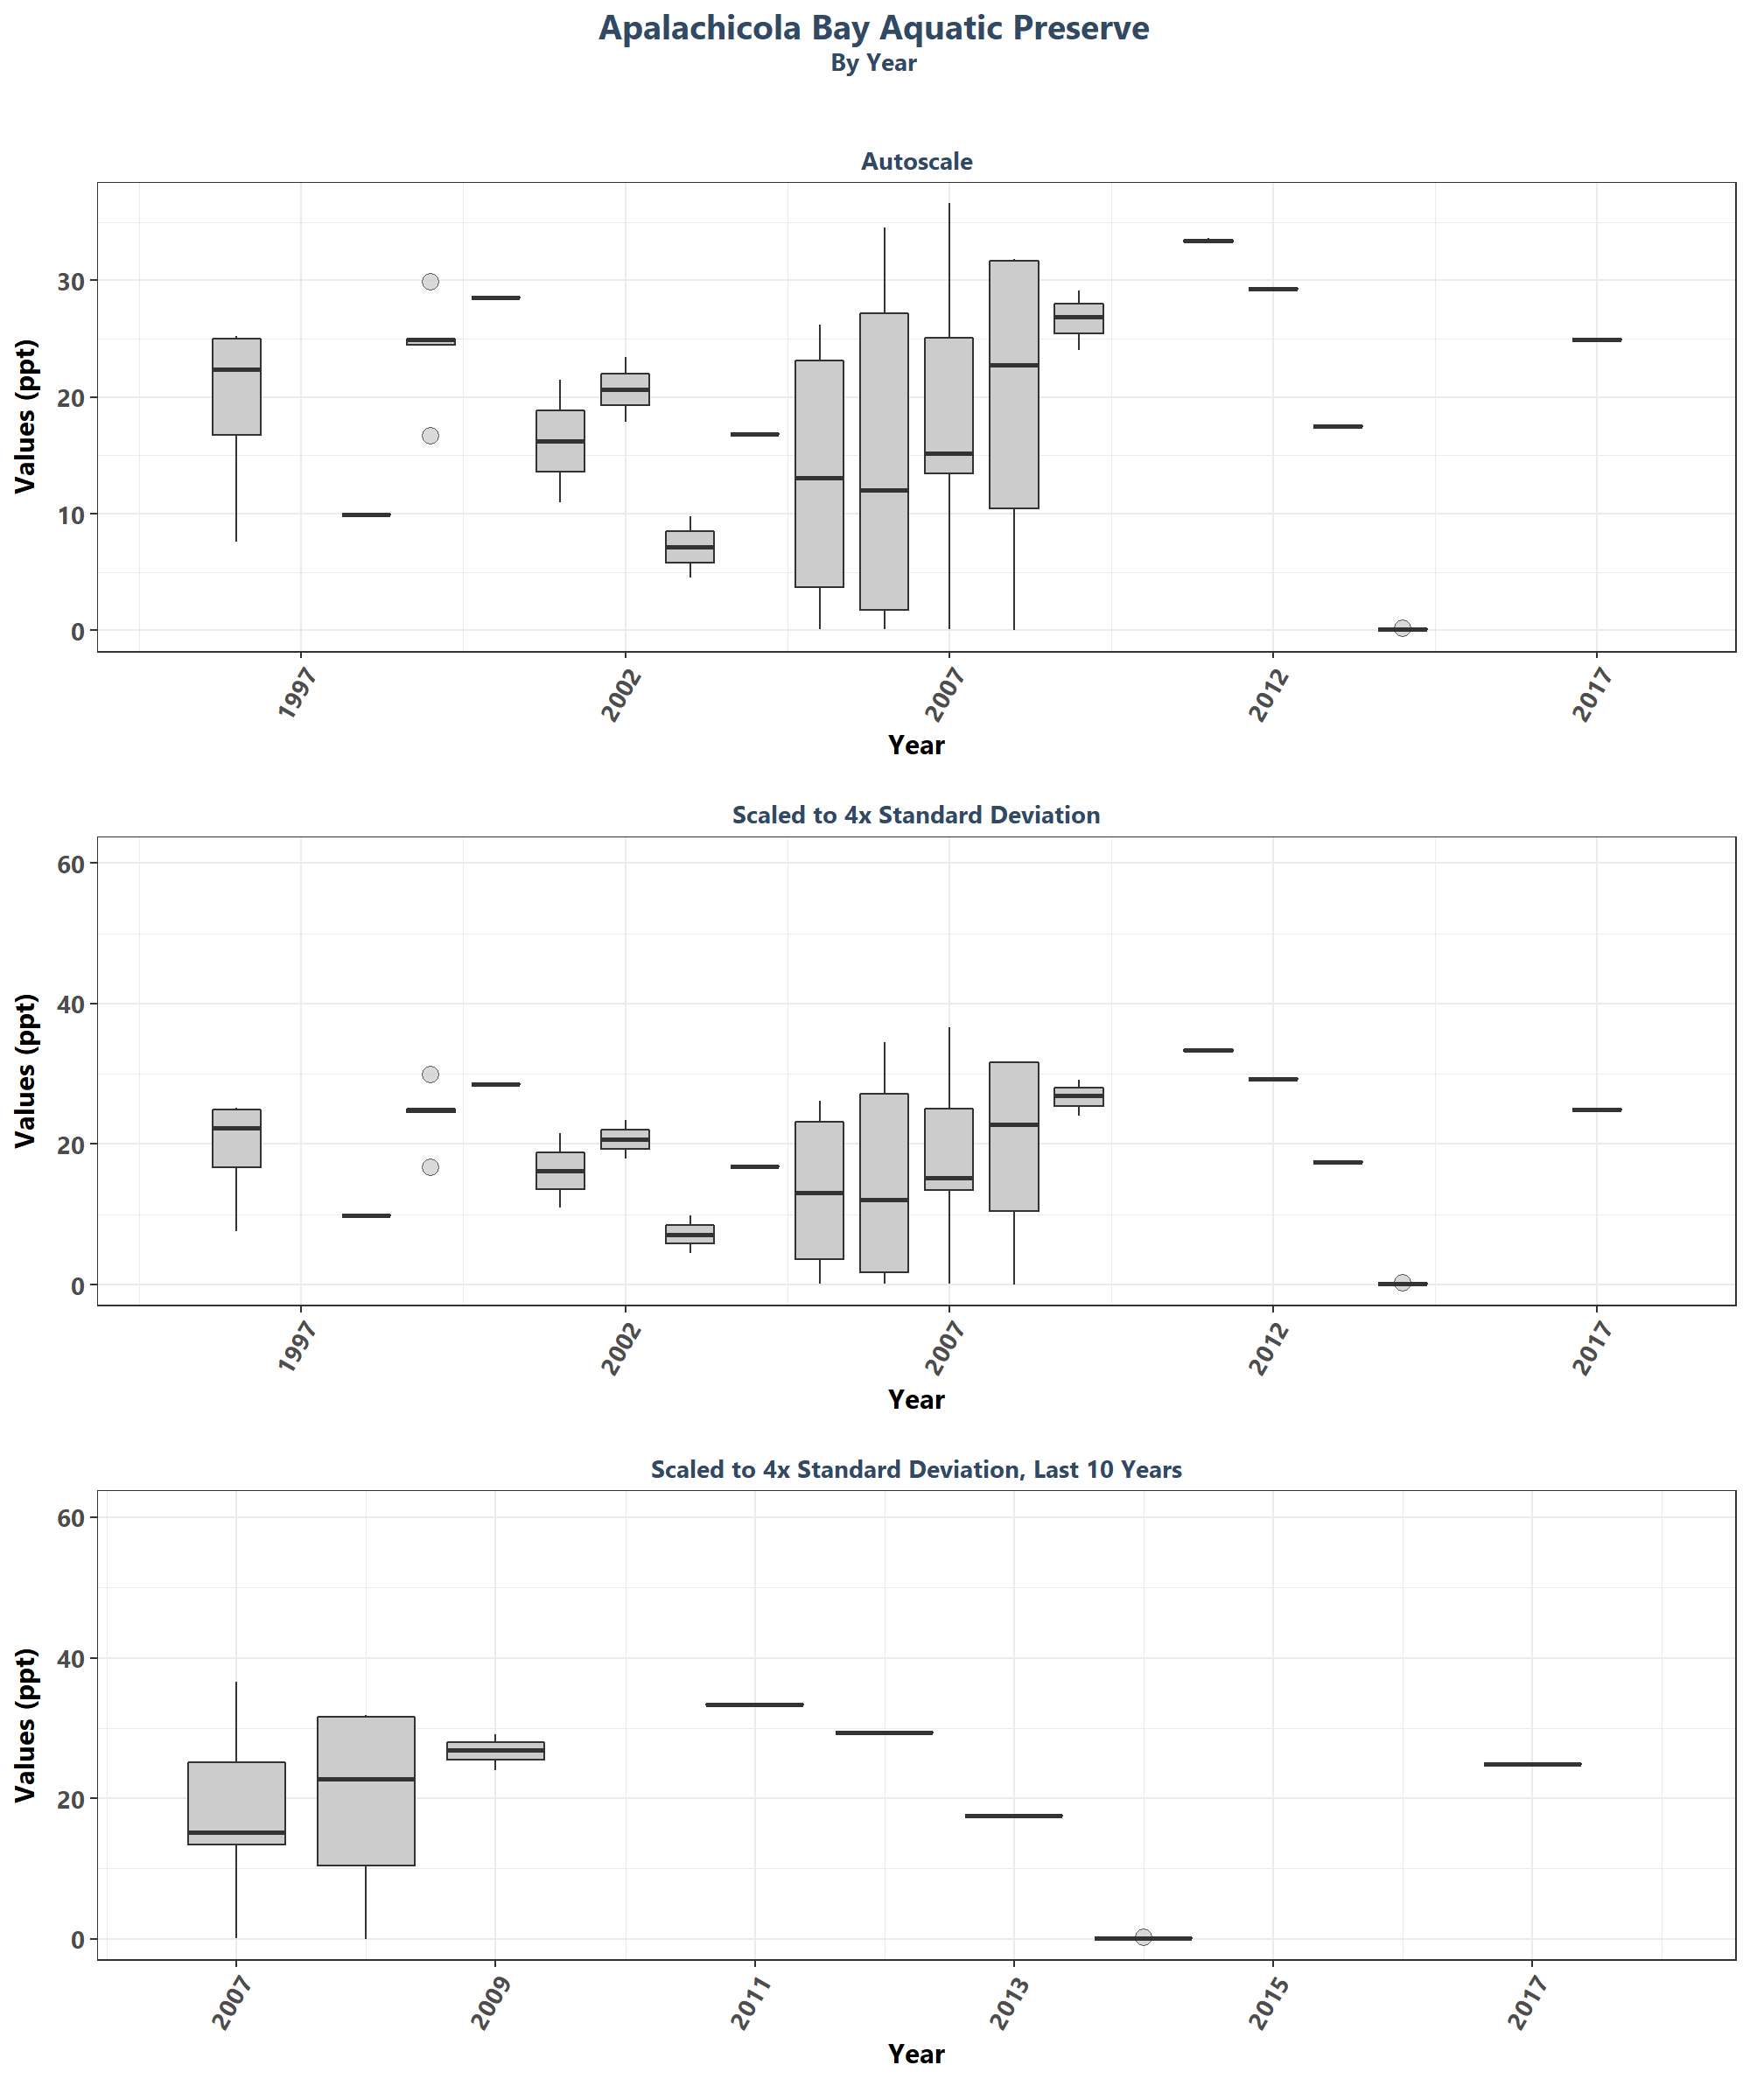 Apalachicola Bay Aquatic Preserve
By Year
Autoscale
Values (ppt)
30
20
10
0
1997
2002
2007
2012
2017
Year
Scaled to 4x Standard Deviation
Values (ppt)
60
40
20
0
1997
2002
2007
2012
2017
Year
Scaled to 4x Standard Deviation, Last 10 Years
Values (ppt)
60
40
20
0
2007
2009
2011
2013
2015
2017
Year